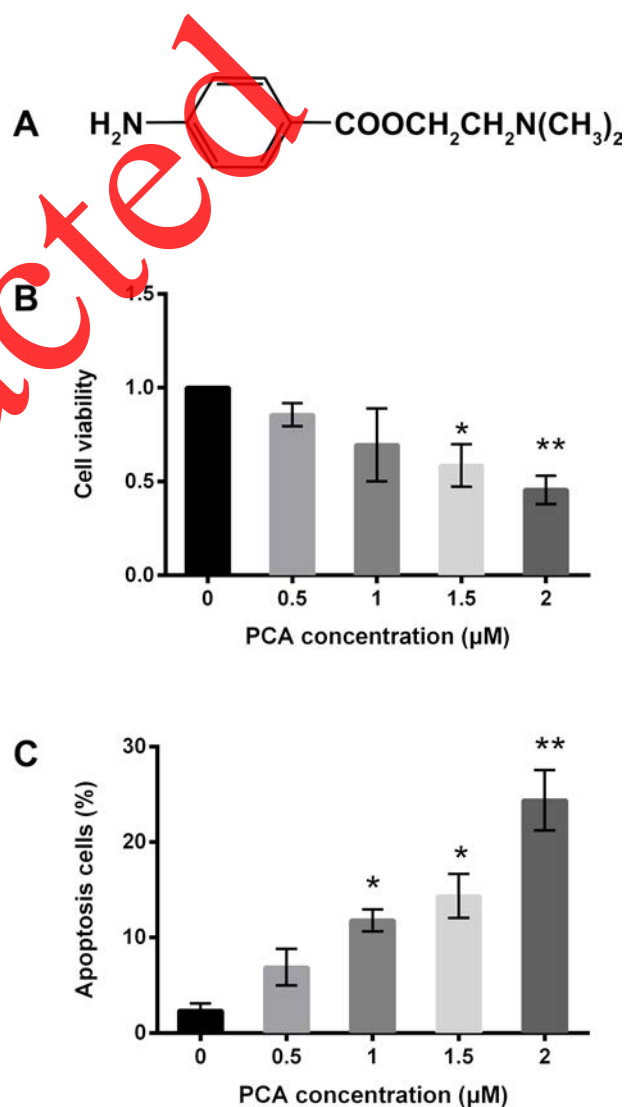 A
H₂N
COOCH₂CH₂N(CH₃)₂
B
1.5
1.0
0.5
0.0
Cell viability
*
**
0 0.5 1 1.5 2
PCA concentration (µM)
C
30
20
10
0
Apoptosis cells (%)
*
*
**
0 0.5 1 1.5 2
PCA concentration (µM)
acted